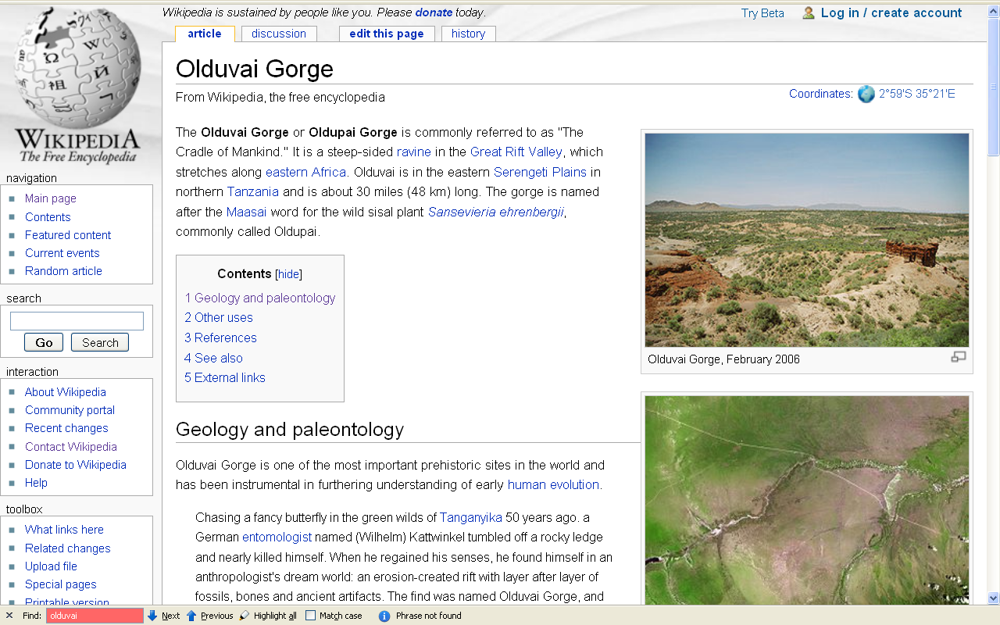 Wikipedia is sustained by people like you. Please donate today.
Try Beta
Log in / create account
article
discussion
edit this page
history
WIKIPEDIA
The Free Encyclopedia
Olduvai Gorge
From Wikipedia, the free encyclopedia
Coordinates: 2°59'S 35°21'E
The Olduvai Gorge or Oldupai Gorge is commonly referred to as "The
Cradle of Mankind." It is a steep-sided ravine in the Great Rift Valley, which
stretches along eastern Africa. Olduvai is in the eastern Serengeti Plains in
northern Tanzania and is about 30 miles (48 km) long. The gorge is named
after the Maasai word for the wild sisal plant Sansevieria ehrenbergii,
commonly called Oldupai.
Olduvai Gorge, February 2006
Contents [hide]
1 Geology and paleontology
2 Other uses
3 References
4 See also
5 External links
Geology and paleontology
Olduvai Gorge is one of the most important prehistoric sites in the world and
has been instrumental in furthering understanding of early human evolution.
Chasing a fancy butterfly in the green wilds of Tanganyika 50 years ago. a
German entomologist named (Wilhelm) Kattwinkel tumbled off a rocky ledge
and nearly killed himself. When he regained his senses, he found himself in an
anthropologist's dream world: an erosion-created rift with layer after layer of
fossils, bones and ancient artifacts. The find was named Olduvai Gorge, and
navigation
Main page
Contents
Featured content
Current events
Random article
search
Go
Search
interaction
About Wikipedia
Community portal
Recent changes
Contact Wikipedia
Donate to Wikipedia
Help
toolbox
What links here
Related changes
Upload file
Special pages
Printable version
Find: olduvai Next Previous Highlight all Match case Phrase not found